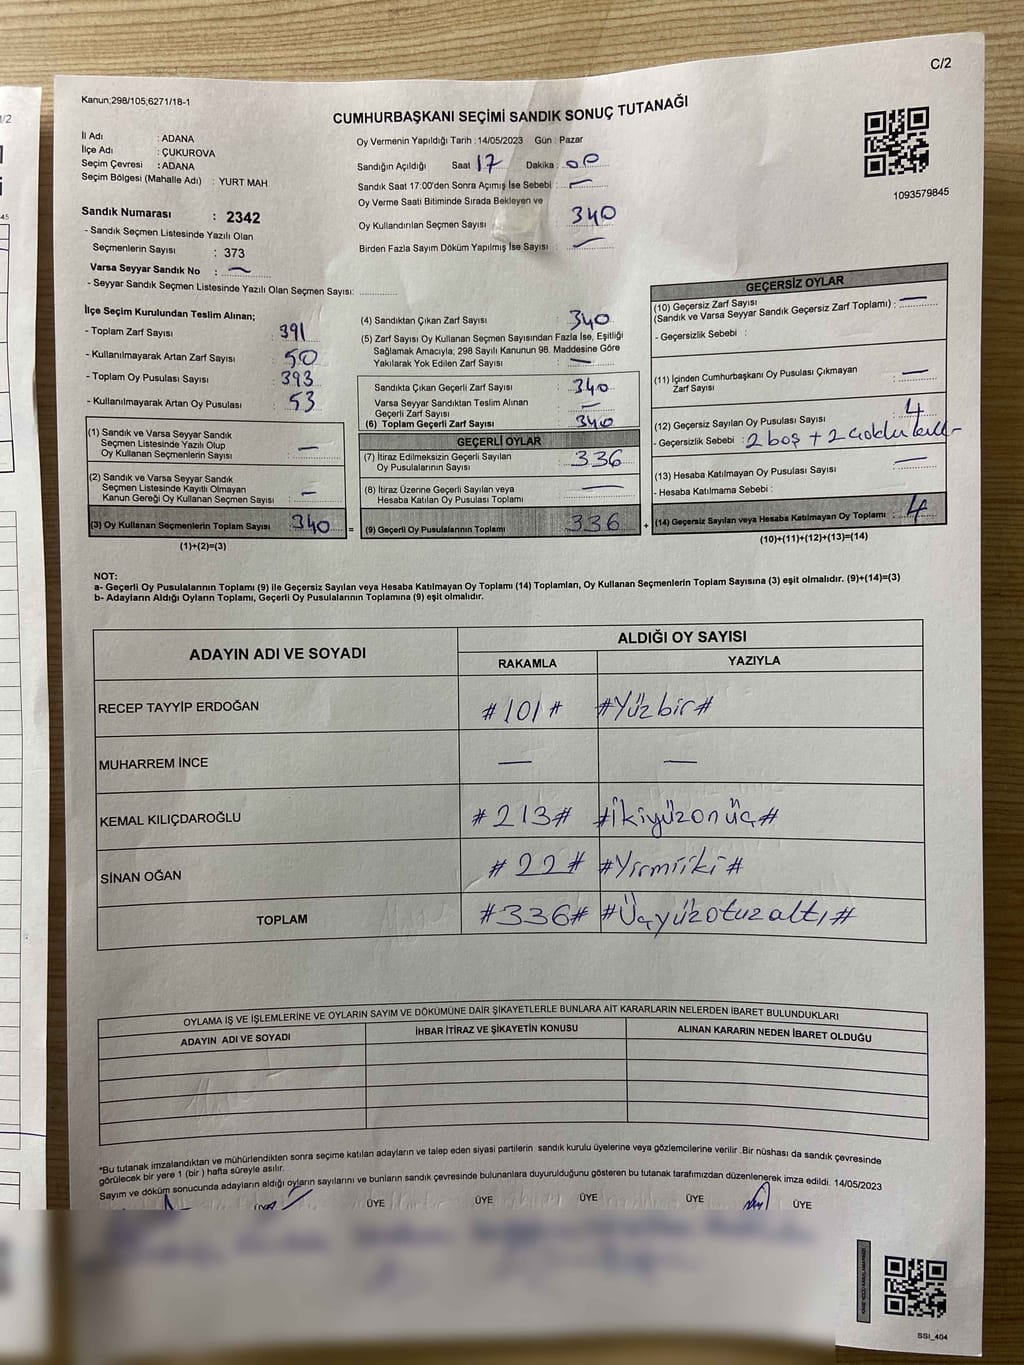 C/2
Kanun;298/105,6271/18-1
CUMHURBAŞKANI SEÇİMİ SANDIK SONUÇ TUTANAĞI
İl Adı : ADANA
İlçe Adı : ÇUKUROVA
Seçim Çevresi : ADANA
Seçim Bölgesi (Mahalle Adı) : YURT MAH
Sandık Numarası : 2342
- Sandık Seçmen Listesinde Yazılı Olan
Seçmenlerin Sayısı : 373
Varsa Seyyar Sandık No : —
- Seyyar Sandık Seçmen Listesinde Yazılı Olan Seçmen Sayısı:
Oy Vermenin Yapıldığı Tarih : 14/05/2023 Gün : Pazar
Sandığın Açıldığı Saat 17 Dakika : 00
Sandık Saat 17:00'den Sonra Açımış İse Sebebi : —
Oy Verme Saati Bitiminde Sırada Bekleyen ve
Oy Kullandırılan Seçmen Sayısı : 340
Birden Fazla Sayım Döküm Yapılmış İse Sayısı : —
1093579845
İlçe Seçim Kurulundan Teslim Alınan;
- Toplam Zarf Sayısı : 391
- Kullanılmayarak Artan Zarf Sayısı : 50
- Toplam Oy Pusulası Sayısı : 393
- Kullanılmayarak Artan Oy Pusulası : 53
(1) Sandık ve Varsa Seyyar Sandık
Seçmen Listesinde Yazılı Olup
Oy Kullanan Seçmenlerin Sayısı : —
(2) Sandık ve Varsa Seyyar Sandık
Seçmen Listesinde Kayıtlı Olmayan
Kanun Gereği Oy Kullanan Seçmen Sayısı : —
(3) Oy Kullanan Seçmenlerin Toplam Sayısı : 340 =
(1)+(2)=(3)
(4) Sandıktan Çıkan Zarf Sayısı : 340
(5) Zarf Sayısı Oy Kullanan Seçmen Sayısından Fazla İse, Eşitliği
Sağlamak Amacıyla; 298 Sayılı Kanunun 98. Maddesine Göre
Yakılarak Yok Edilen Zarf Sayısı : —
Sandıkta Çıkan Geçerli Zarf Sayısı : 340
Varsa Seyyar Sandıktan Teslim Alınan
Geçerli Zarf Sayısı : —
(6) Toplam Geçerli Zarf Sayısı : 340
GEÇERLİ OYLAR
(7) İtiraz Edilmeksizin Geçerli Sayılan
Oy Pusulalarının Sayısı : 336
(8) İtiraz Üzerine Geçerli Sayılan veya
Hesaba Katılan Oy Pusulası Toplamı : —
(9) Geçerli Oy Pusulalarının Toplamı : 336 +
GEÇERSİZ OYLAR
(10) Geçersiz Zarf Sayısı
(Sandık ve Varsa Seyyar Sandık Geçersiz Zarf Toplamı) : —
- Geçersizlik Sebebi :
(11) İçinden Cumhurbaşkanı Oy Pusulası Çıkmayan
Zarf Sayısı : —
(12) Geçersiz Sayılan Oy Pusulası Sayısı : 4
- Geçersizlik Sebebi : 2 boş + 2
(13) Hesaba Katılmayan Oy Pusulası Sayısı : —
- Hesaba Katılmama Sebebi :
(14) Geçersiz Sayılan veya Hesaba Katılmayan Oy Toplamı : 4
(10)+(11)+(12)+(13)=(14)
NOT:
a- Geçerli Oy Pusulalarının Toplamı (9) ile Geçersiz Sayılan veya Hesaba Katılmayan Oy Toplamı (14) Toplamları, Oy Kullanan Seçmenlerin Toplam Sayısına (3) eşit olmalıdır. (9)+(14)=(3)
b- Adayların Aldığı Oyların Toplamı, Geçerli Oy Pusulalarının Toplamına (9) eşit olmalıdır.
ADAYIN ADI VE SOYADI
ALDIĞI OY SAYISI
RAKAMLA YAZIYLA
RECEP TAYYİP ERDOĞAN #101# #Yüzbir#
MUHARREM İNCE — —
KEMAL KILIÇDAROĞLU #213# #İkiyüzonüç#
SİNAN OĞAN #22# #Yirmiiki#
TOPLAM #336# #Üçyüzotuzaltı#
OYLAMA İŞ VE İŞLEMLERİNE VE OYLARIN SAYIM VE DÖKÜMÜNE DAİR ŞİKAYETLERLE BUNLARA AİT KARARLARIN NELERDEN İBARET BULUNDUKLARI
ADAYIN ADI VE SOYADI İHBAR İTİRAZ VE ŞİKAYETİN KONUSU ALINAN KARARIN NEDEN İBARET OLDUĞU
*Bu tutanak imzalandıktan ve mühürlendikten sonra seçime katılan adayların ve talep eden siyasi partilerin sandık kurulu üyelerine veya gözlemcilerine verilir .Bir nüshası da sandık çevresinde
görülecek bir yere 1 (bir ) hafta süreyle asılır.
Sayım ve döküm sonucunda adayların aldığı oyların sayılarını ve bunların sandık çevresinde bulunanlara duyurulduğunu gösteren bu tutanak tarafımızdan düzenlenerek imza edildi. 14/05/2023
ÜYE ÜYE ÜYE ÜYE ÜYE
SSI_404